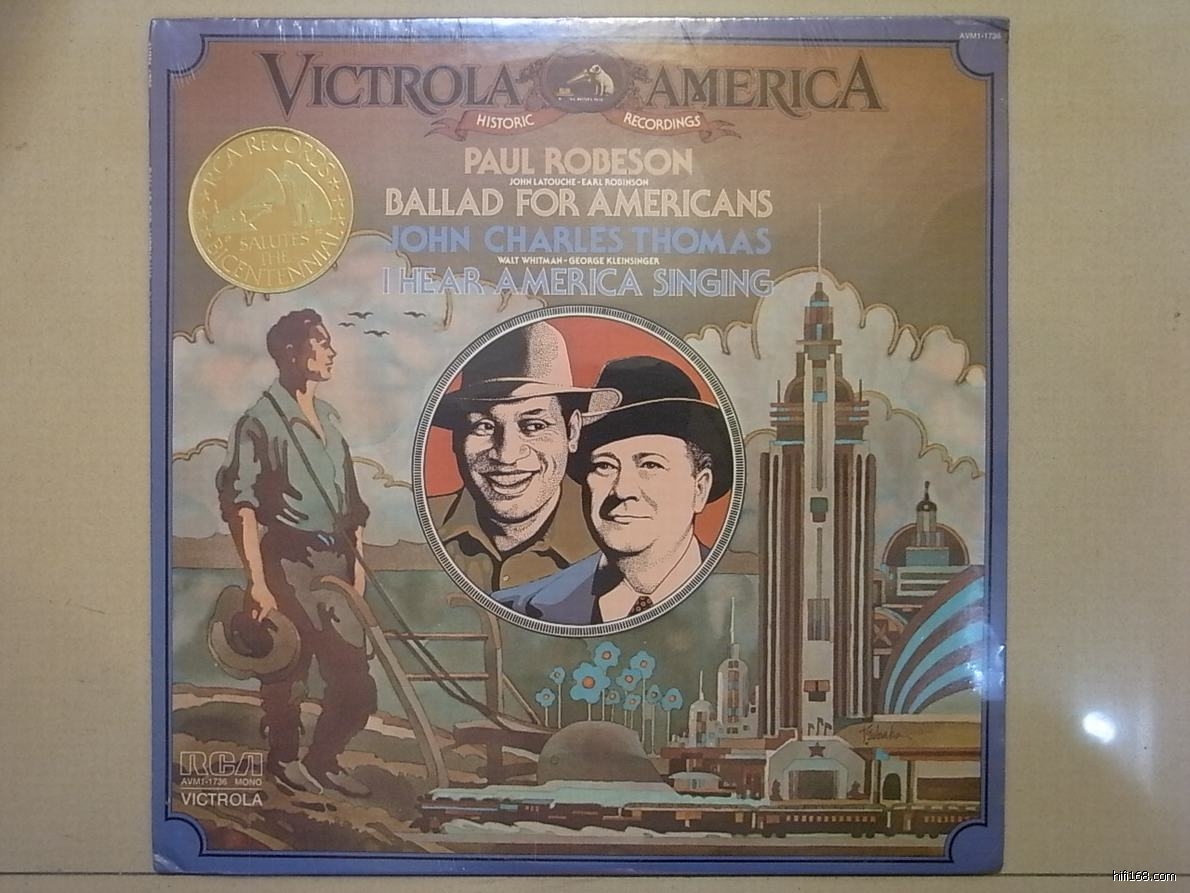 AVM1-1736
VICTROLA AMERICA
HISTORIC RECORDINGS
PAUL ROBESON
JOHN LATOUCHE - EARL ROBINSON
BALLAD FOR AMERICANS
JOHN CHARLES THOMAS
WALT WHITMAN - GEORGE KLEINSINGER
I HEAR AMERICA SINGING
RCA RECORDS
SALUTES
THE
BICENTENNIAL
RCA
AVM1-1736 MONO
VICTROLA
hifi168.com